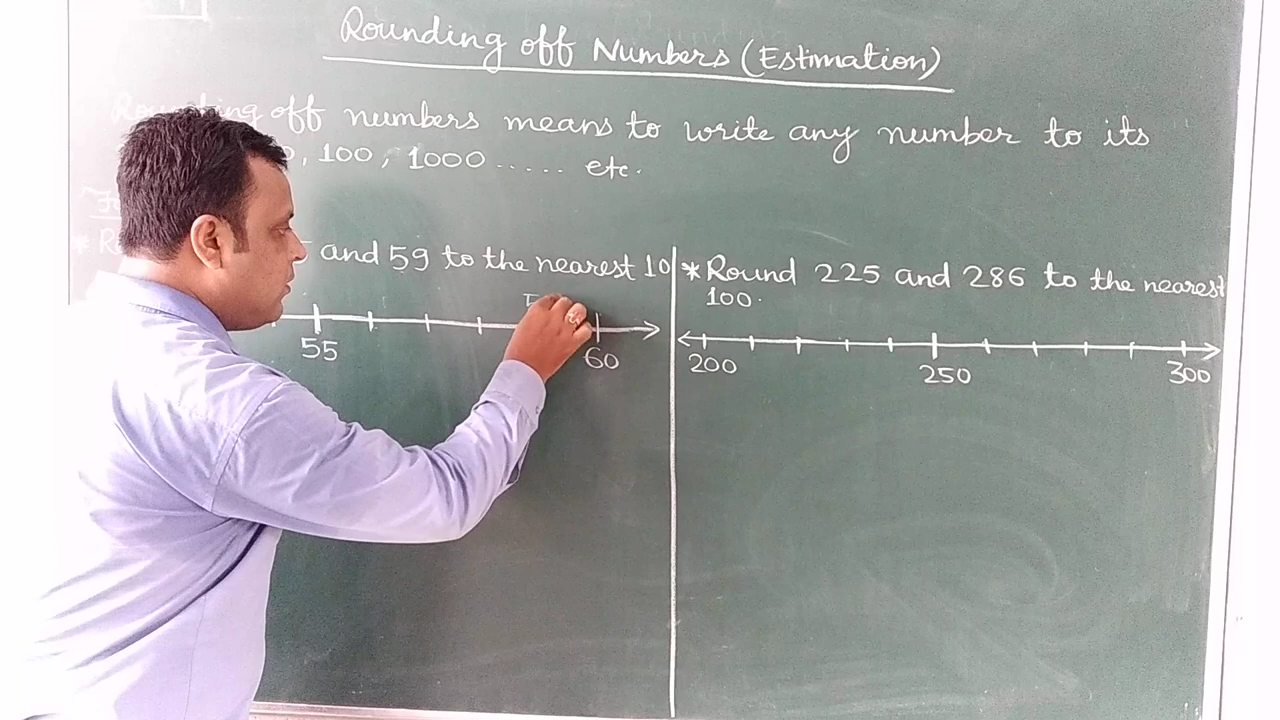 Rounding off Numbers (Estimation)
Rounding off numbers means to write any number to its
, 100, 1000 ..... etc.
and 59 to the nearest 10
55
60
* Round 225 and 286 to the nearest
100.
200
250
300